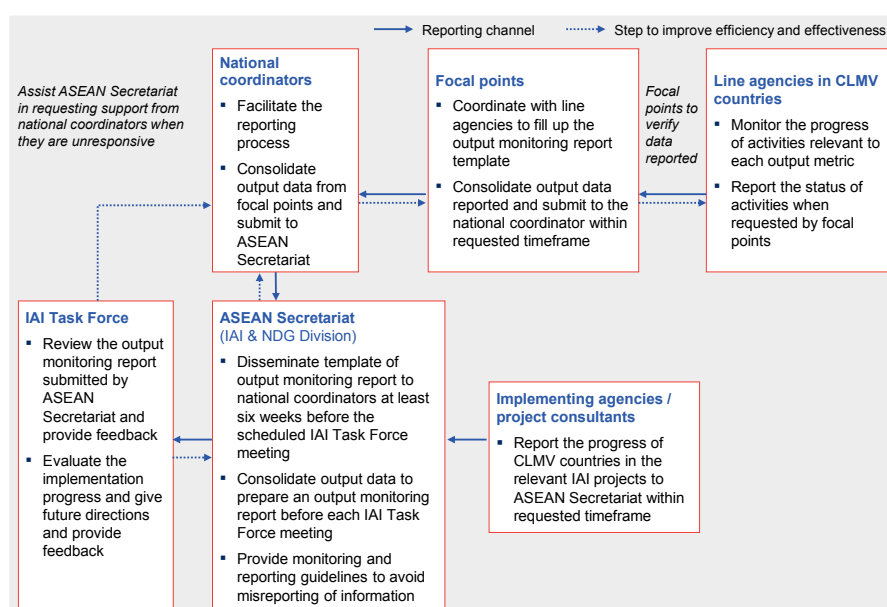 Reporting channel
Step to improve efficiency and effectiveness
Assist ASEAN Secretariat
in requesting support from
national coordinators when
they are unresponsive
National
coordinators
▪ Facilitate the
reporting
process
▪ Consolidate
output data from
focal points and
submit to
ASEAN
Secretariat
Focal points
▪ Coordinate with line
agencies to fill up the
output monitoring report
template
▪ Consolidate output data
reported and submit to the
national coordinator within
requested timeframe
Focal
points to
verify
data
reported
Line agencies in CLMV
countries
▪ Monitor the progress
of activities relevant to
each output metric
▪ Report the status of
activities when
requested by focal
points
IAI Task Force
▪ Review the output
monitoring report
submitted by
ASEAN
Secretariat and
provide feedback
▪ Evaluate the
implementation
progress and give
future directions
and provide
feedback
ASEAN Secretariat
(IAI & NDG Division)
▪ Disseminate template of
output monitoring report to
national coordinators at least
six weeks before the
scheduled IAI Task Force
meeting
▪ Consolidate output data to
prepare an output monitoring
report before each IAI Task
Force meeting
▪ Provide monitoring and
reporting guidelines to avoid
misreporting of information
Implementing agencies /
project consultants
▪ Report the progress of
CLMV countries in the
relevant IAI projects to
ASEAN Secretariat within
requested timeframe